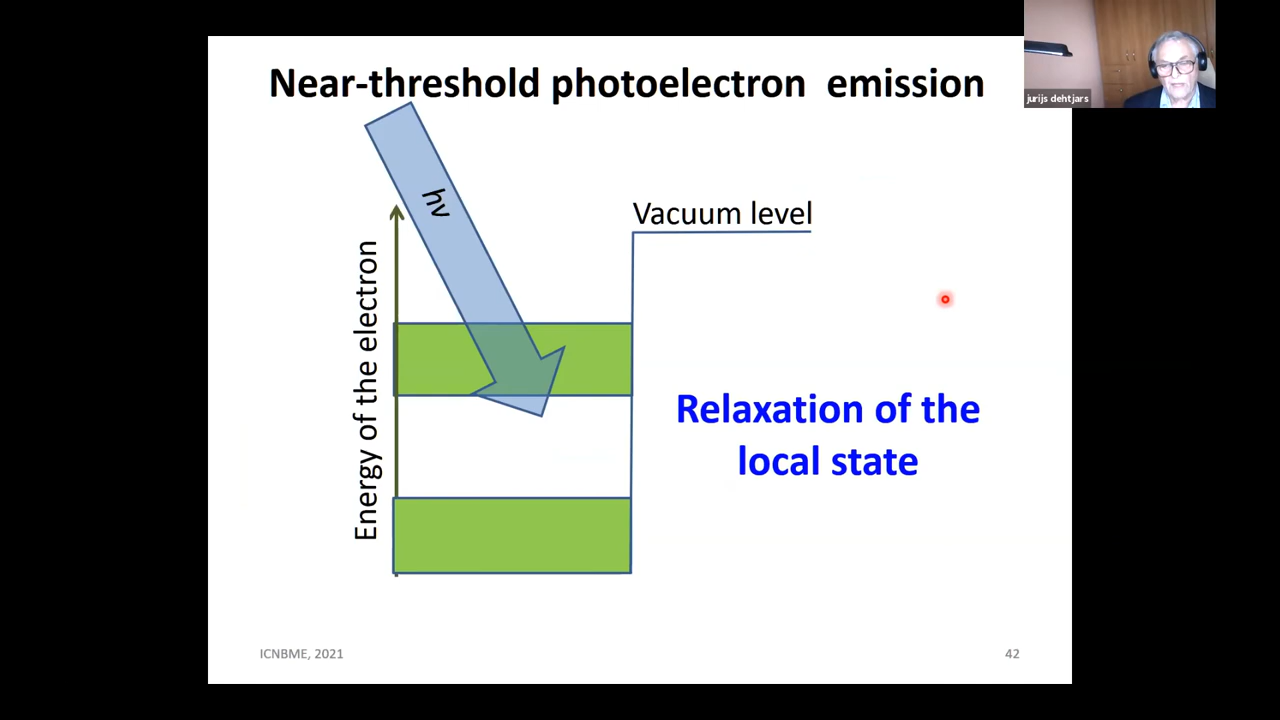 Near-threshold photoelectron emission
jurijs dehtjars
hν
Vacuum level
Energy of the electron
Relaxation of the
local state
ICNBME, 2021
42